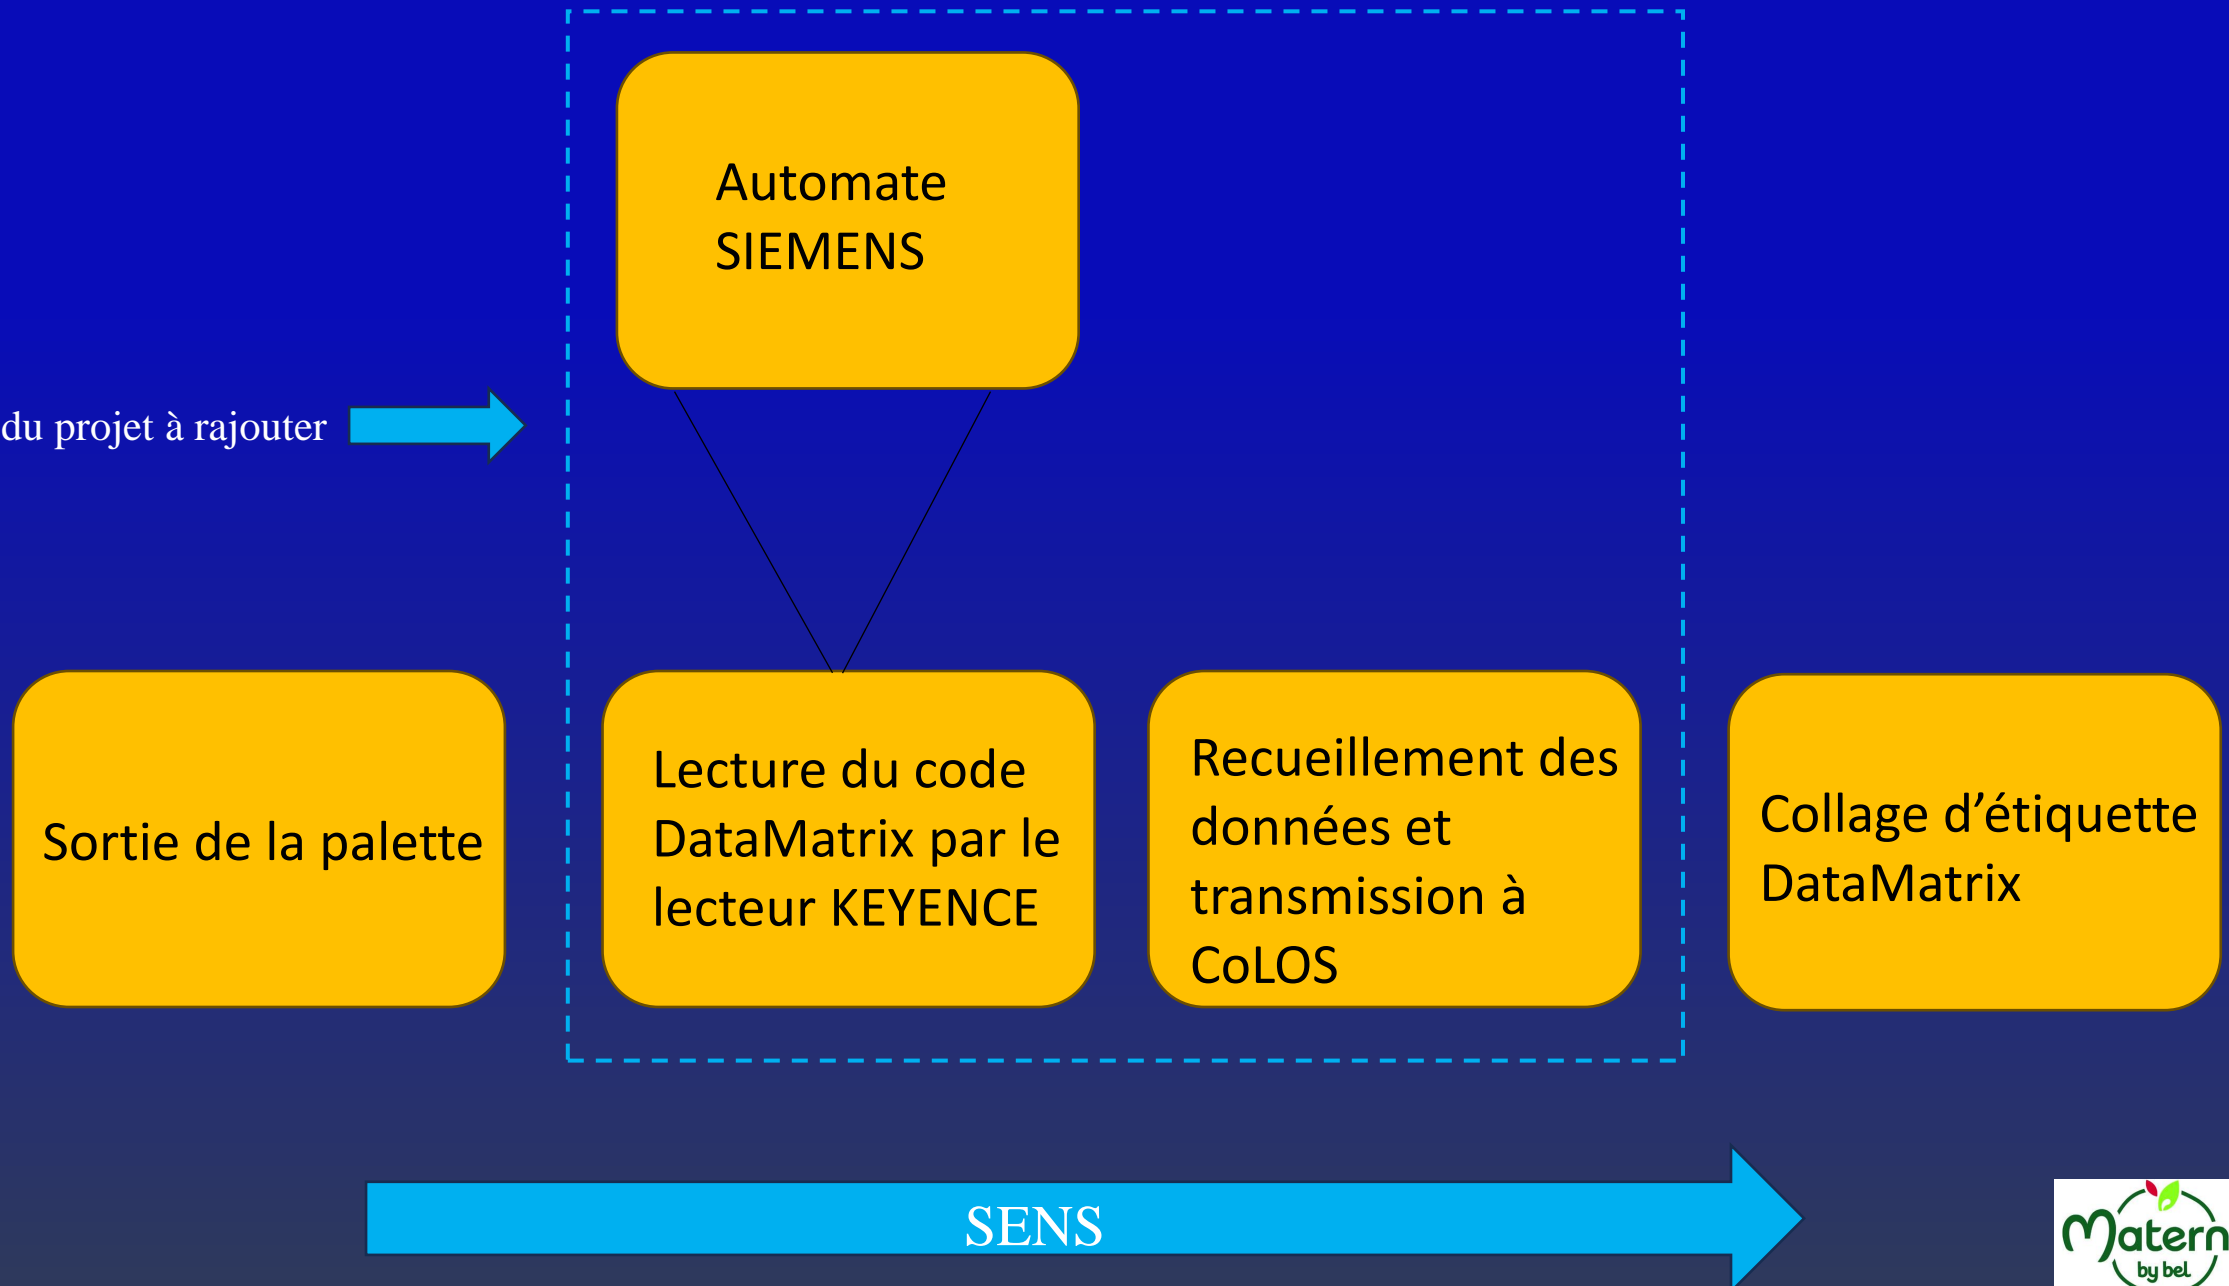 Automate
SIEMENS
du projet à rajouter
Sortie de la palette
Lecture du code
DataMatrix par le
lecteur KEYENCE
Recueillement des
données et
transmission à
CoLOS
Collage d’étiquette
DataMatrix
SENS
Matern
by bel